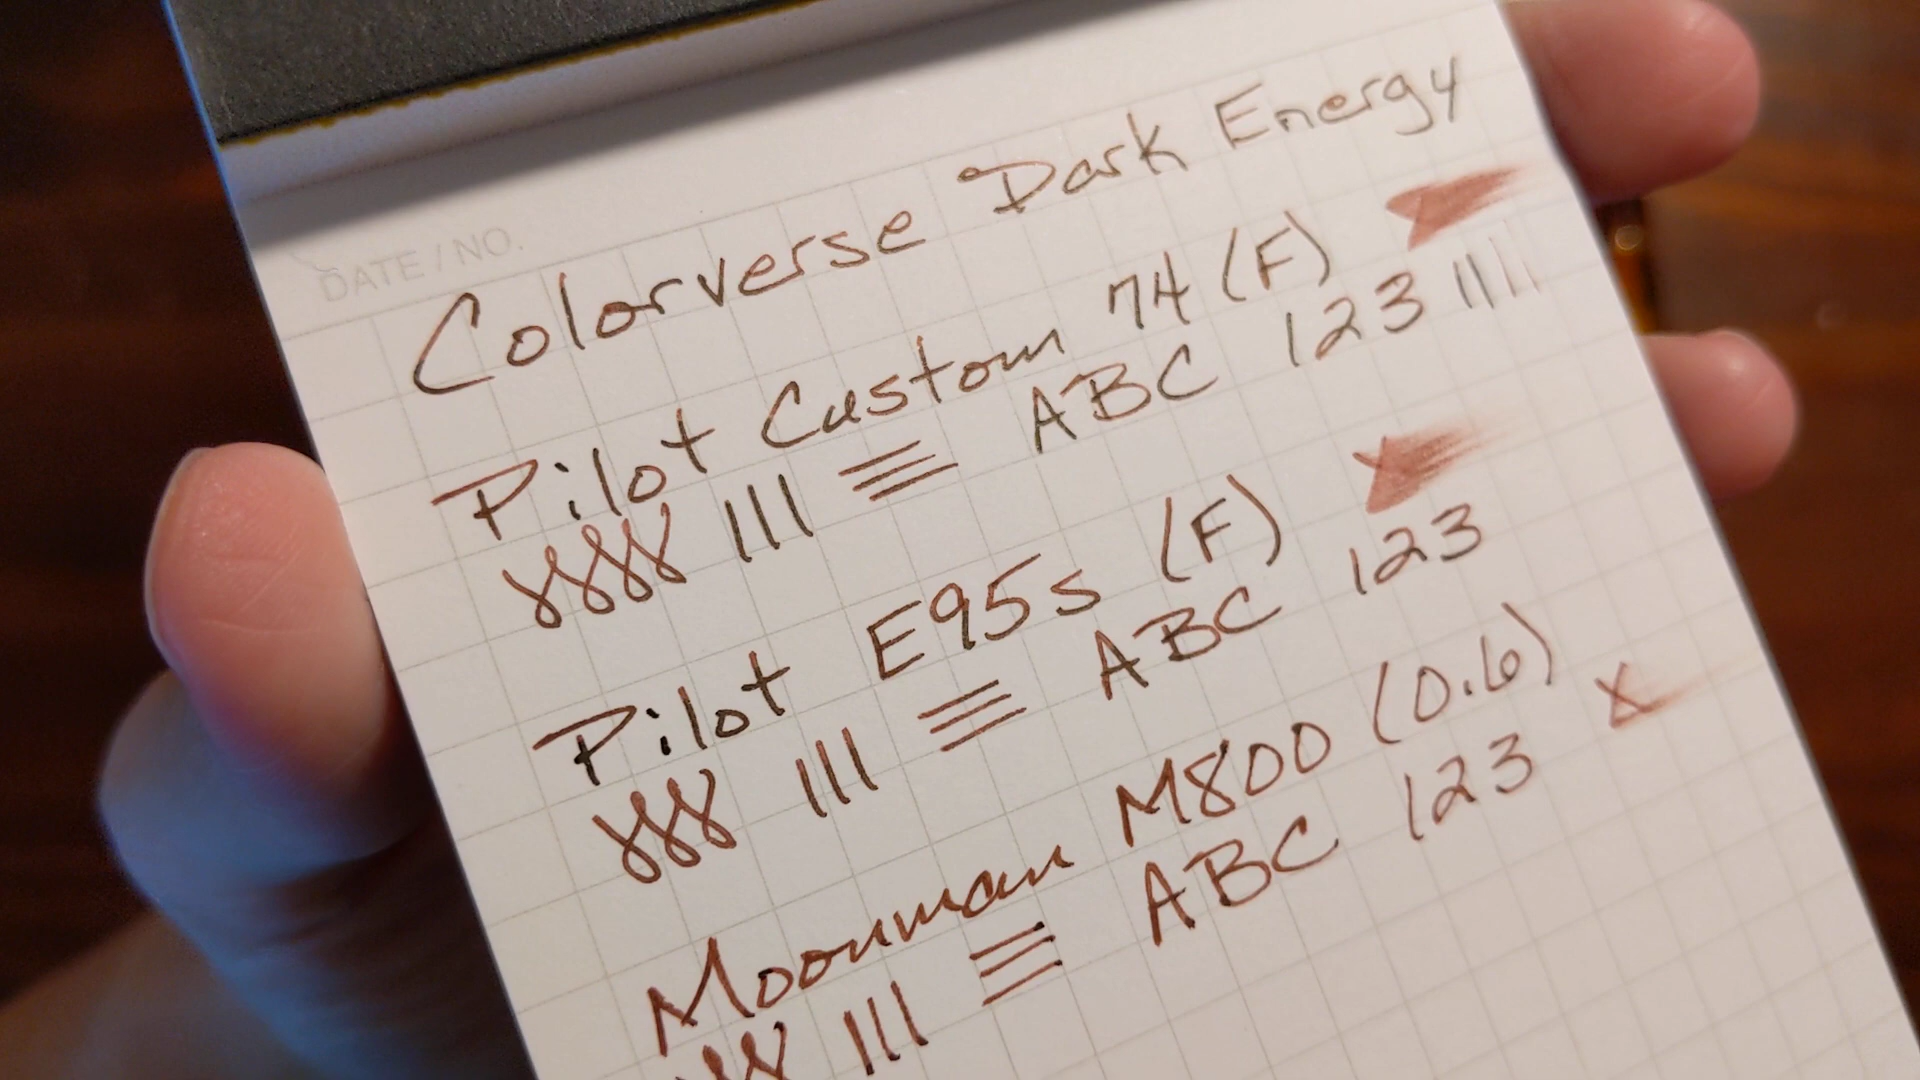 DATE / NO.
Colorverse Dark Energy
Pilot Custom 74 (F)
ABC 123
Pilot E95s (F)
ABC 123
Moonman M800 (0.6)
ABC 123